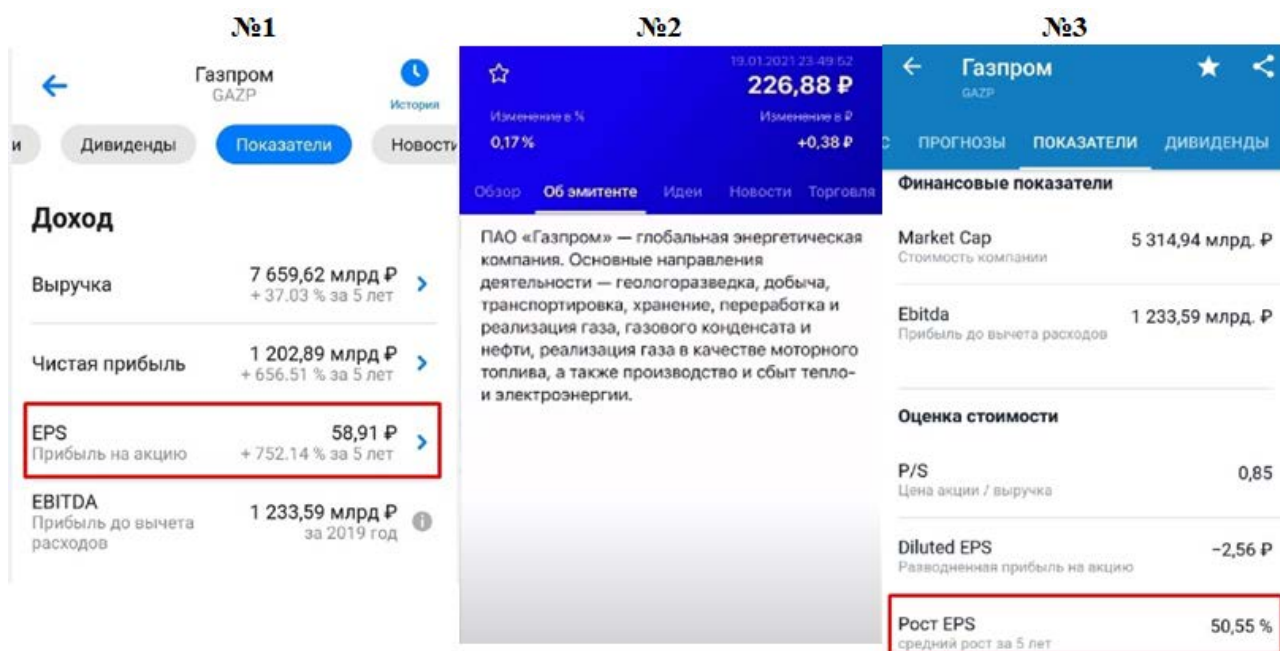 №1
Газпром
GAZP
История
и
Дивиденды
Показатели
Новости
Доход
Выручка
7 659,62 млрд ₽
+ 37.03 % за 5 лет
Чистая прибыль
1 202,89 млрд ₽
+ 656.51 % за 5 лет
EPS
Прибыль на акцию
58,91 ₽
+ 752.14 % за 5 лет
EBITDA
Прибыль до вычета
расходов
1 233,59 млрд ₽
за 2019 год
№2
19.01.2021 23:49:52
226,88 ₽
Изменение в %
Изменение в ₽
0,17 %
+0,38 ₽
Обзор Об эмитенте Идеи Новости Торговля
ПАО «Газпром» — глобальная энергетическая
компания. Основные направления
деятельности — геологоразведка, добыча,
транспортировка, хранение, переработка и
реализация газа, газового конденсата и
нефти, реализация газа в качестве моторного
топлива, а также производство и сбыт тепло-
и электроэнергии.
№3
Газпром
GAZP
С ПРОГНОЗЫ ПОКАЗАТЕЛИ ДИВИДЕНДЫ
Финансовые показатели
Market Cap
Стоимость компании
5 314,94 млрд. ₽
Ebitda
Прибыль до вычета расходов
1 233,59 млрд. ₽
Оценка стоимости
P/S
Цена акции / выручка
0,85
Diluted EPS
Разводненная прибыль на акцию
−2,56 ₽
Рост EPS
средний рост за 5 лет
50,55 %